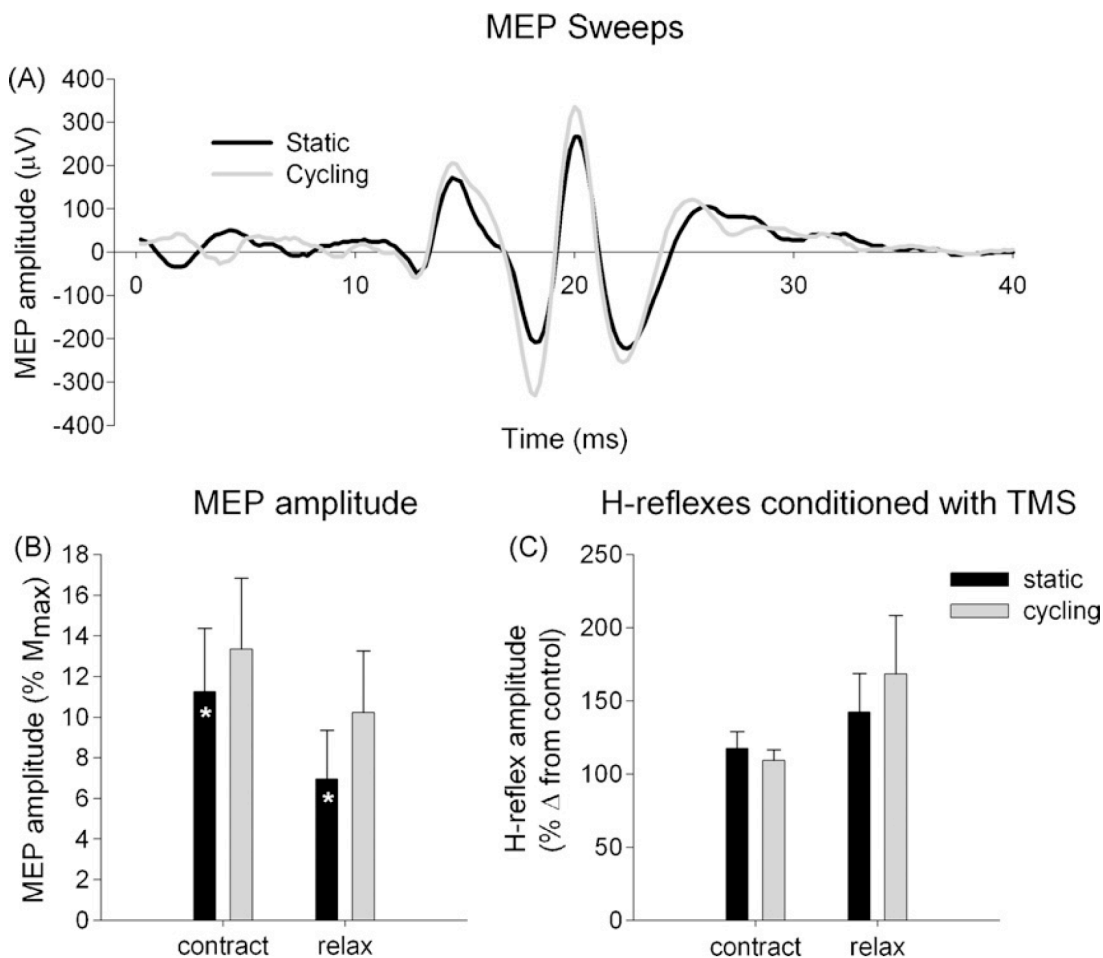 MEP Sweeps
(A)
MEP amplitude (μV)
400
300
200
100
0
-100
-200
-300
-400
Static
Cycling
0 10 20 30 40
Time (ms)
MEP amplitude
(B)
MEP amplitude (% Mmax)
18
16
14
12
10
8
6
4
2
0
*
*
contract relax
H-reflexes conditioned with TMS
(C)
H-reflex amplitude
(% Δ from control)
250
200
150
100
50
0
static
cycling
contract relax